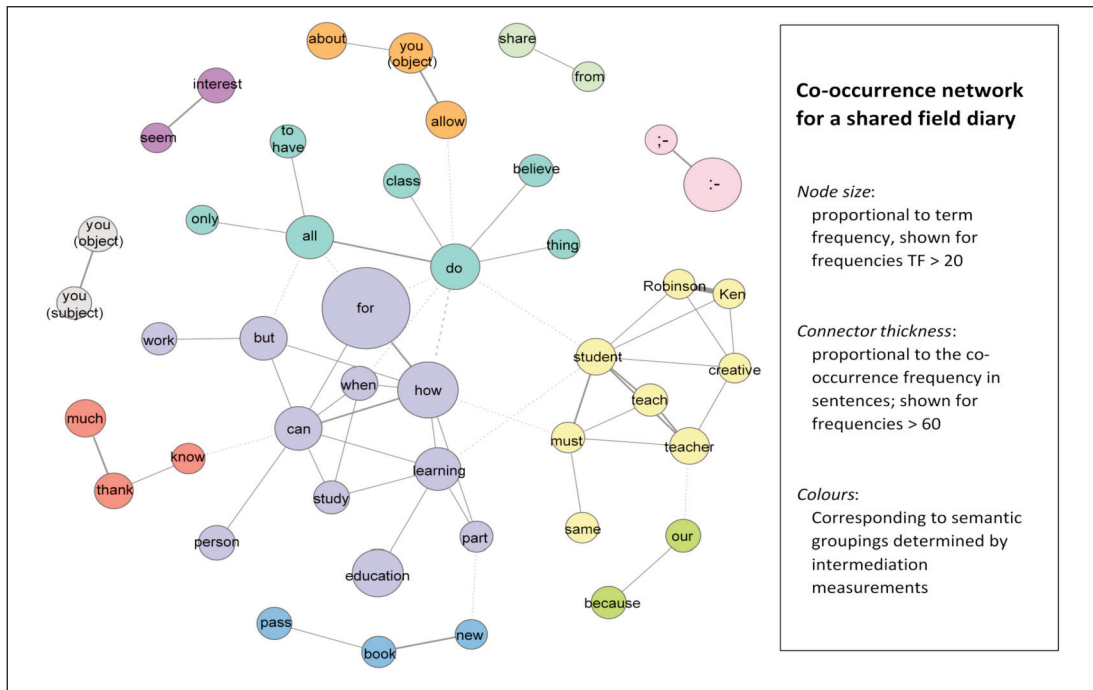 about
you
(object)
share
from
interest
seem
allow
to
have
;-
:-
class
believe
only
all
do
thing
you
(object)
you
(subject)
for
Robinson
Ken
work
but
student
when
how
creative
teach
much
can
must
teacher
know
learning
thank
study
person
part
same
our
education
because
pass
new
book
Co-occurrence network
for a shared field diary
Node size:
proportional to term
frequency, shown for
frequencies TF > 20
Connector thickness:
proportional to the co-
occurrence frequency in
sentences; shown for
frequencies > 60
Colours:
Corresponding to semantic
groupings determined by
intermediation
measurements